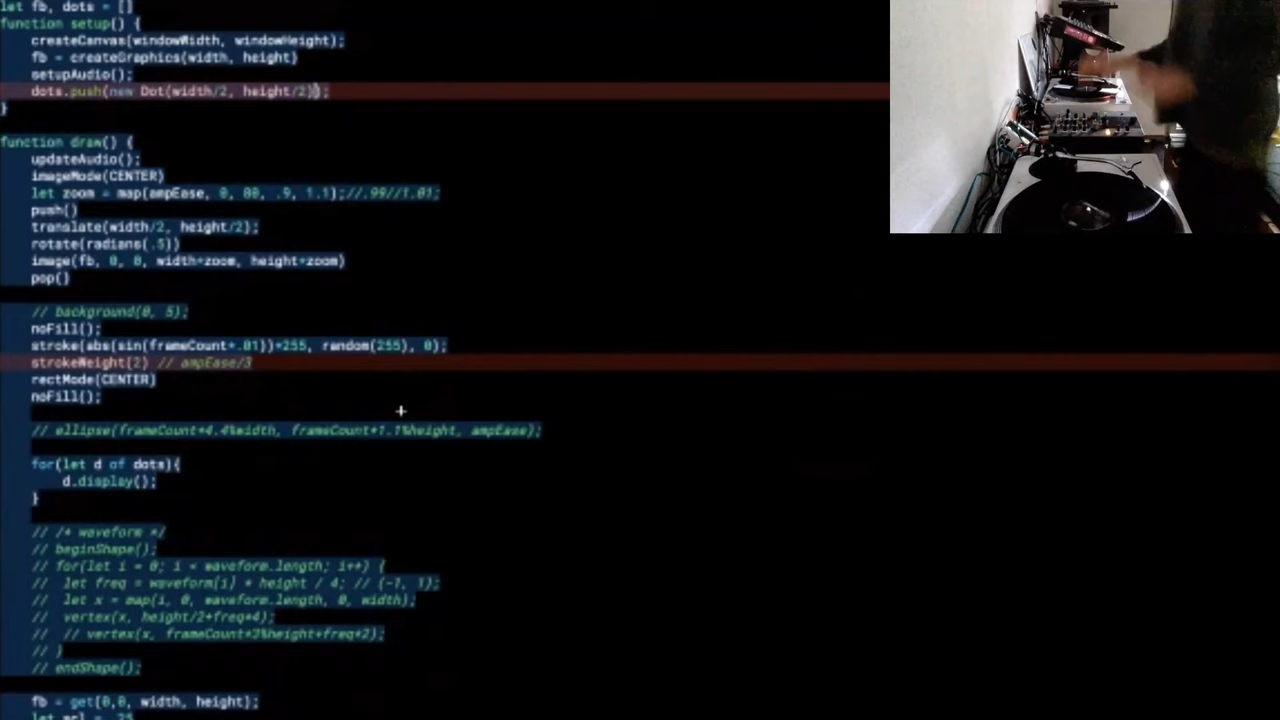 let fb, dots = []
function setup() {
createCanvas(windowWidth, windowHeight);
fb = createGraphics(width, height)
setupAudio();
dots.push(new Dot(width/2, height/2));
}
function draw() {
updateAudio();
imageMode(CENTER)
let zoom = map(ampEase, 0, 80, .9, 1.1);//.99//1.01;
push()
translate(width/2, height/2);
rotate(radians(.5))
image(fb, 0, 0, width*zoom, height*zoom)
pop()
// background(0, 5);
noFill();
stroke(abs(sin(frameCount*.01))*255, random(255), 0);
strokeWeight(2) // ampEase/3
rectMode(CENTER)
noFill();
// ellipse(frameCount*4.4%width, frameCount*1.1%height, ampEase);
for(let d of dots){
d.display();
}
// /* waveform */
// beginShape();
// for(let i = 0; i < waveform.length; i++) {
// let freq = waveform[i] * height / 4; // (-1, 1);
// let x = map(i, 0, waveform.length, 0, width);
// vertex(x, height/2+freq*4);
// // vertex(x, frameCount*3%height+freq*2);
// }
// endShape();
fb = get(0,0, width, height);